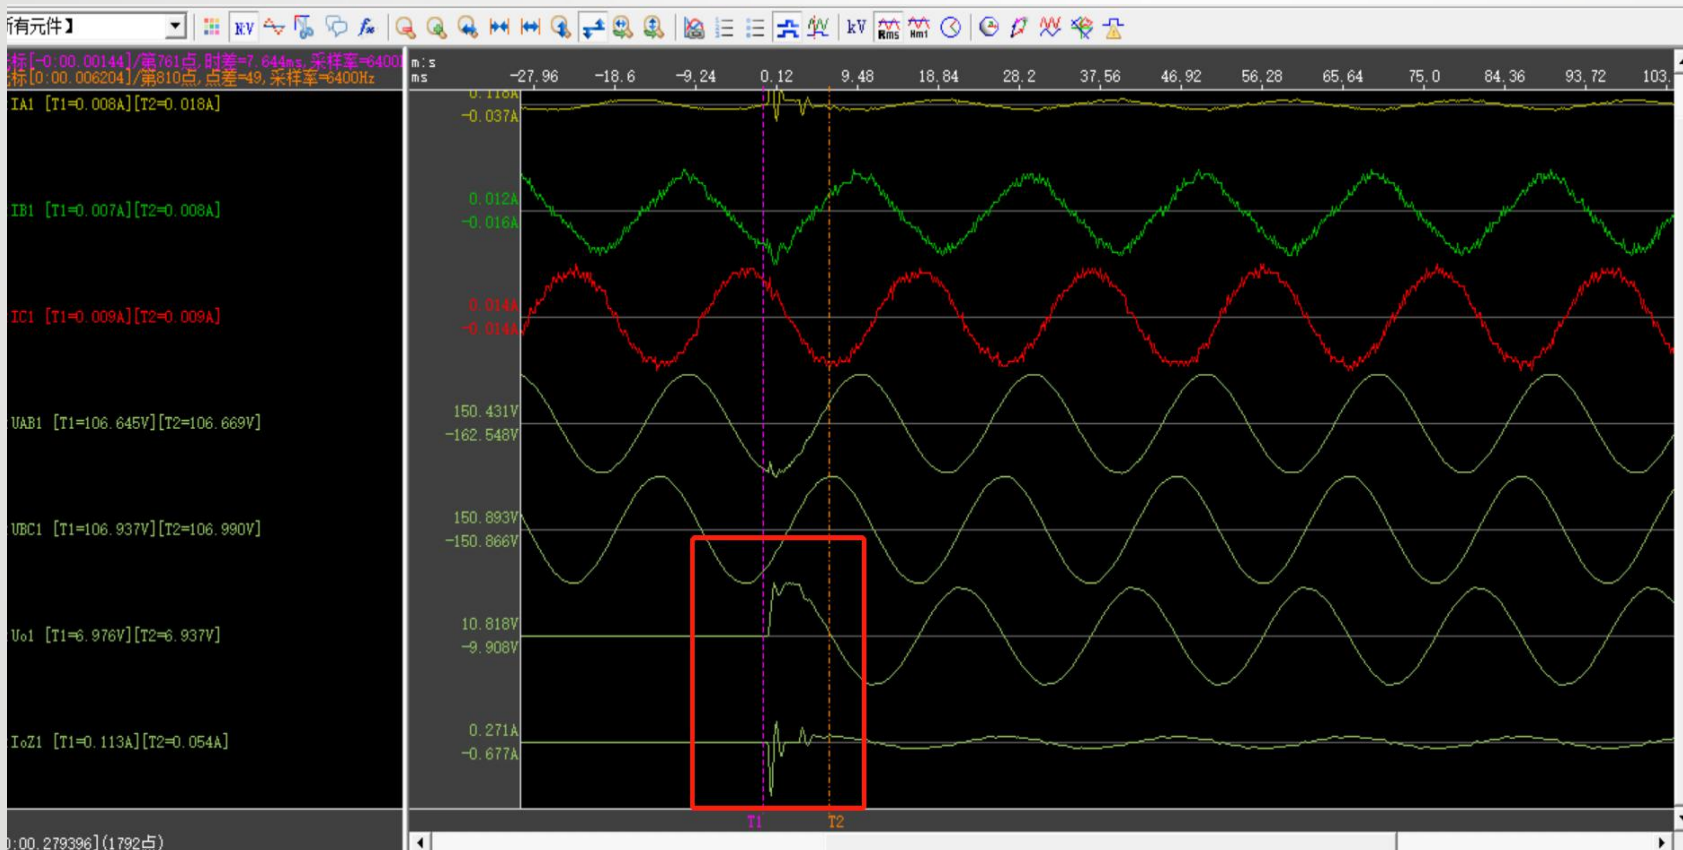 所有元件】
N:V
kV
Rms
Hm1
标[-0:00.00144]/第761点,时差=7.644ms,采样率=6400
标[0:00.006204]/第810点,点差=49,采样率=6400Hz
m:s
ms -27.96 -18.6 -9.24 0.12 9.48 18.84 28.2 37.56 46.92 56.28 65.64 75.0 84.36 93.72 103.
IA1 [T1=0.008A][T2=0.018A]
0.118A
-0.037A
IB1 [T1=0.007A][T2=0.008A]
0.012A
-0.016A
IC1 [T1=0.009A][T2=0.009A]
0.014A
-0.014A
UAB1 [T1=106.645V][T2=106.669V]
150.431V
-162.548V
UBC1 [T1=106.937V][T2=106.990V]
150.893V
-150.866V
Uo1 [T1=6.976V][T2=6.937V]
10.818V
-9.908V
IoZ1 [T1=0.113A][T2=0.054A]
0.271A
-0.677A
T1 T2
0:00.279396](1792点)